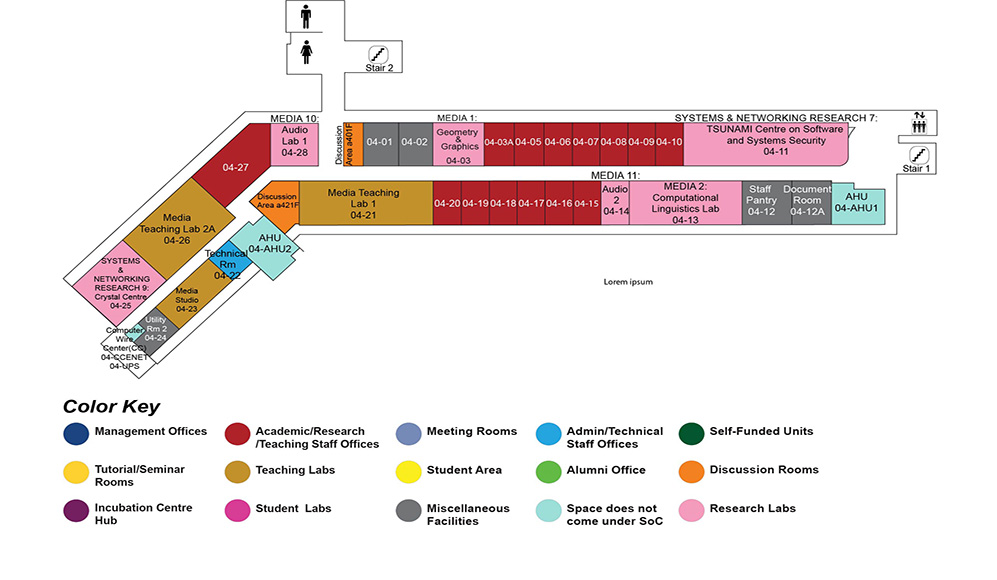 Stair 2
MEDIA 10:
MEDIA 1:
SYSTEMS & NETWORKING RESEARCH 7:
Audio
Lab 1
04-28
Discussion
Area a401F
04-01
04-02
Geometry
&
Graphics
04-03
04-03A
04-05
04-06
04-07
04-08
04-09
04-10
TSUNAMI Centre on Software
and Systems Security
04-11
Stair 1
04-27
MEDIA 11:
Discussion
Area a421F
Media Teaching
Lab 1
04-21
04-20
04-19
04-18
04-17
04-16
04-15
Audio
2
04-14
MEDIA 2:
Computational
Linguistics Lab
04-13
Staff
Pantry
04-12
Document
Room
04-12A
AHU
04-AHU1
Media
Teaching Lab 2A
04-26
AHU
04-AHU2
Technical
Rm
04-22
SYSTEMS
&
NETWORKING
RESEARCH 9:
Crystal Centre
04-25
Media
Studio
04-23
Utility
Rm 2
04-24
Computer
Wire
Center(CC)
04-CCENET
04-UPS
Lorem ipsum
Color Key
Management Offices
Academic/Research
/Teaching Staff Offices
Meeting Rooms
Admin/Technical
Staff Offices
Self-Funded Units
Tutorial/Seminar
Rooms
Teaching Labs
Student Area
Alumni Office
Discussion Rooms
Incubation Centre
Hub
Student Labs
Miscellaneous
Facilities
Space does not
come under SoC
Research Labs